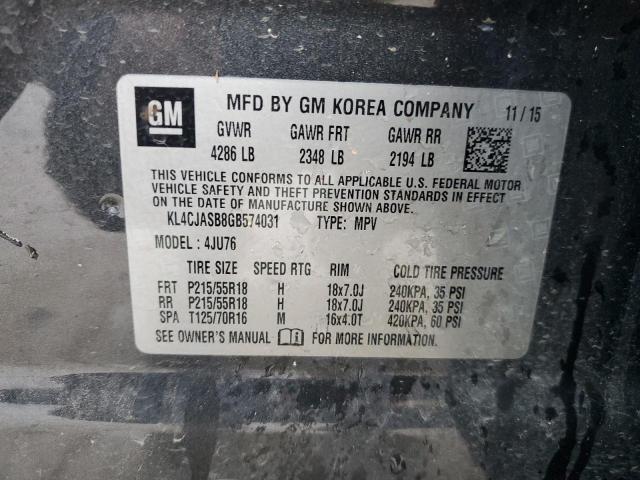 GM MFD BY GM KOREA COMPANY 11/15
GVWR GAWR FRT GAWR RR
4286 LB 2348 LB 2194 LB
THIS VEHICLE CONFORMS TO ALL APPLICABLE U.S. FEDERAL MOTOR
VEHICLE SAFETY AND THEFT PREVENTION STANDARDS IN EFFECT
ON THE DATE OF MANUFACTURE SHOWN ABOVE.
KL4CJASB8GB574031 TYPE: MPV
MODEL: 4JU76
TIRE SIZE SPEED RTG RIM COLD TIRE PRESSURE
FRT P215/55R18 H 18x7.0J 240KPA, 35 PSI
RR P215/55R18 H 18x7.0J 240KPA, 35 PSI
SPA T125/70R16 M 16x4.0T 420KPA, 60 PSI
SEE OWNER'S MANUAL FOR MORE INFORMATION.